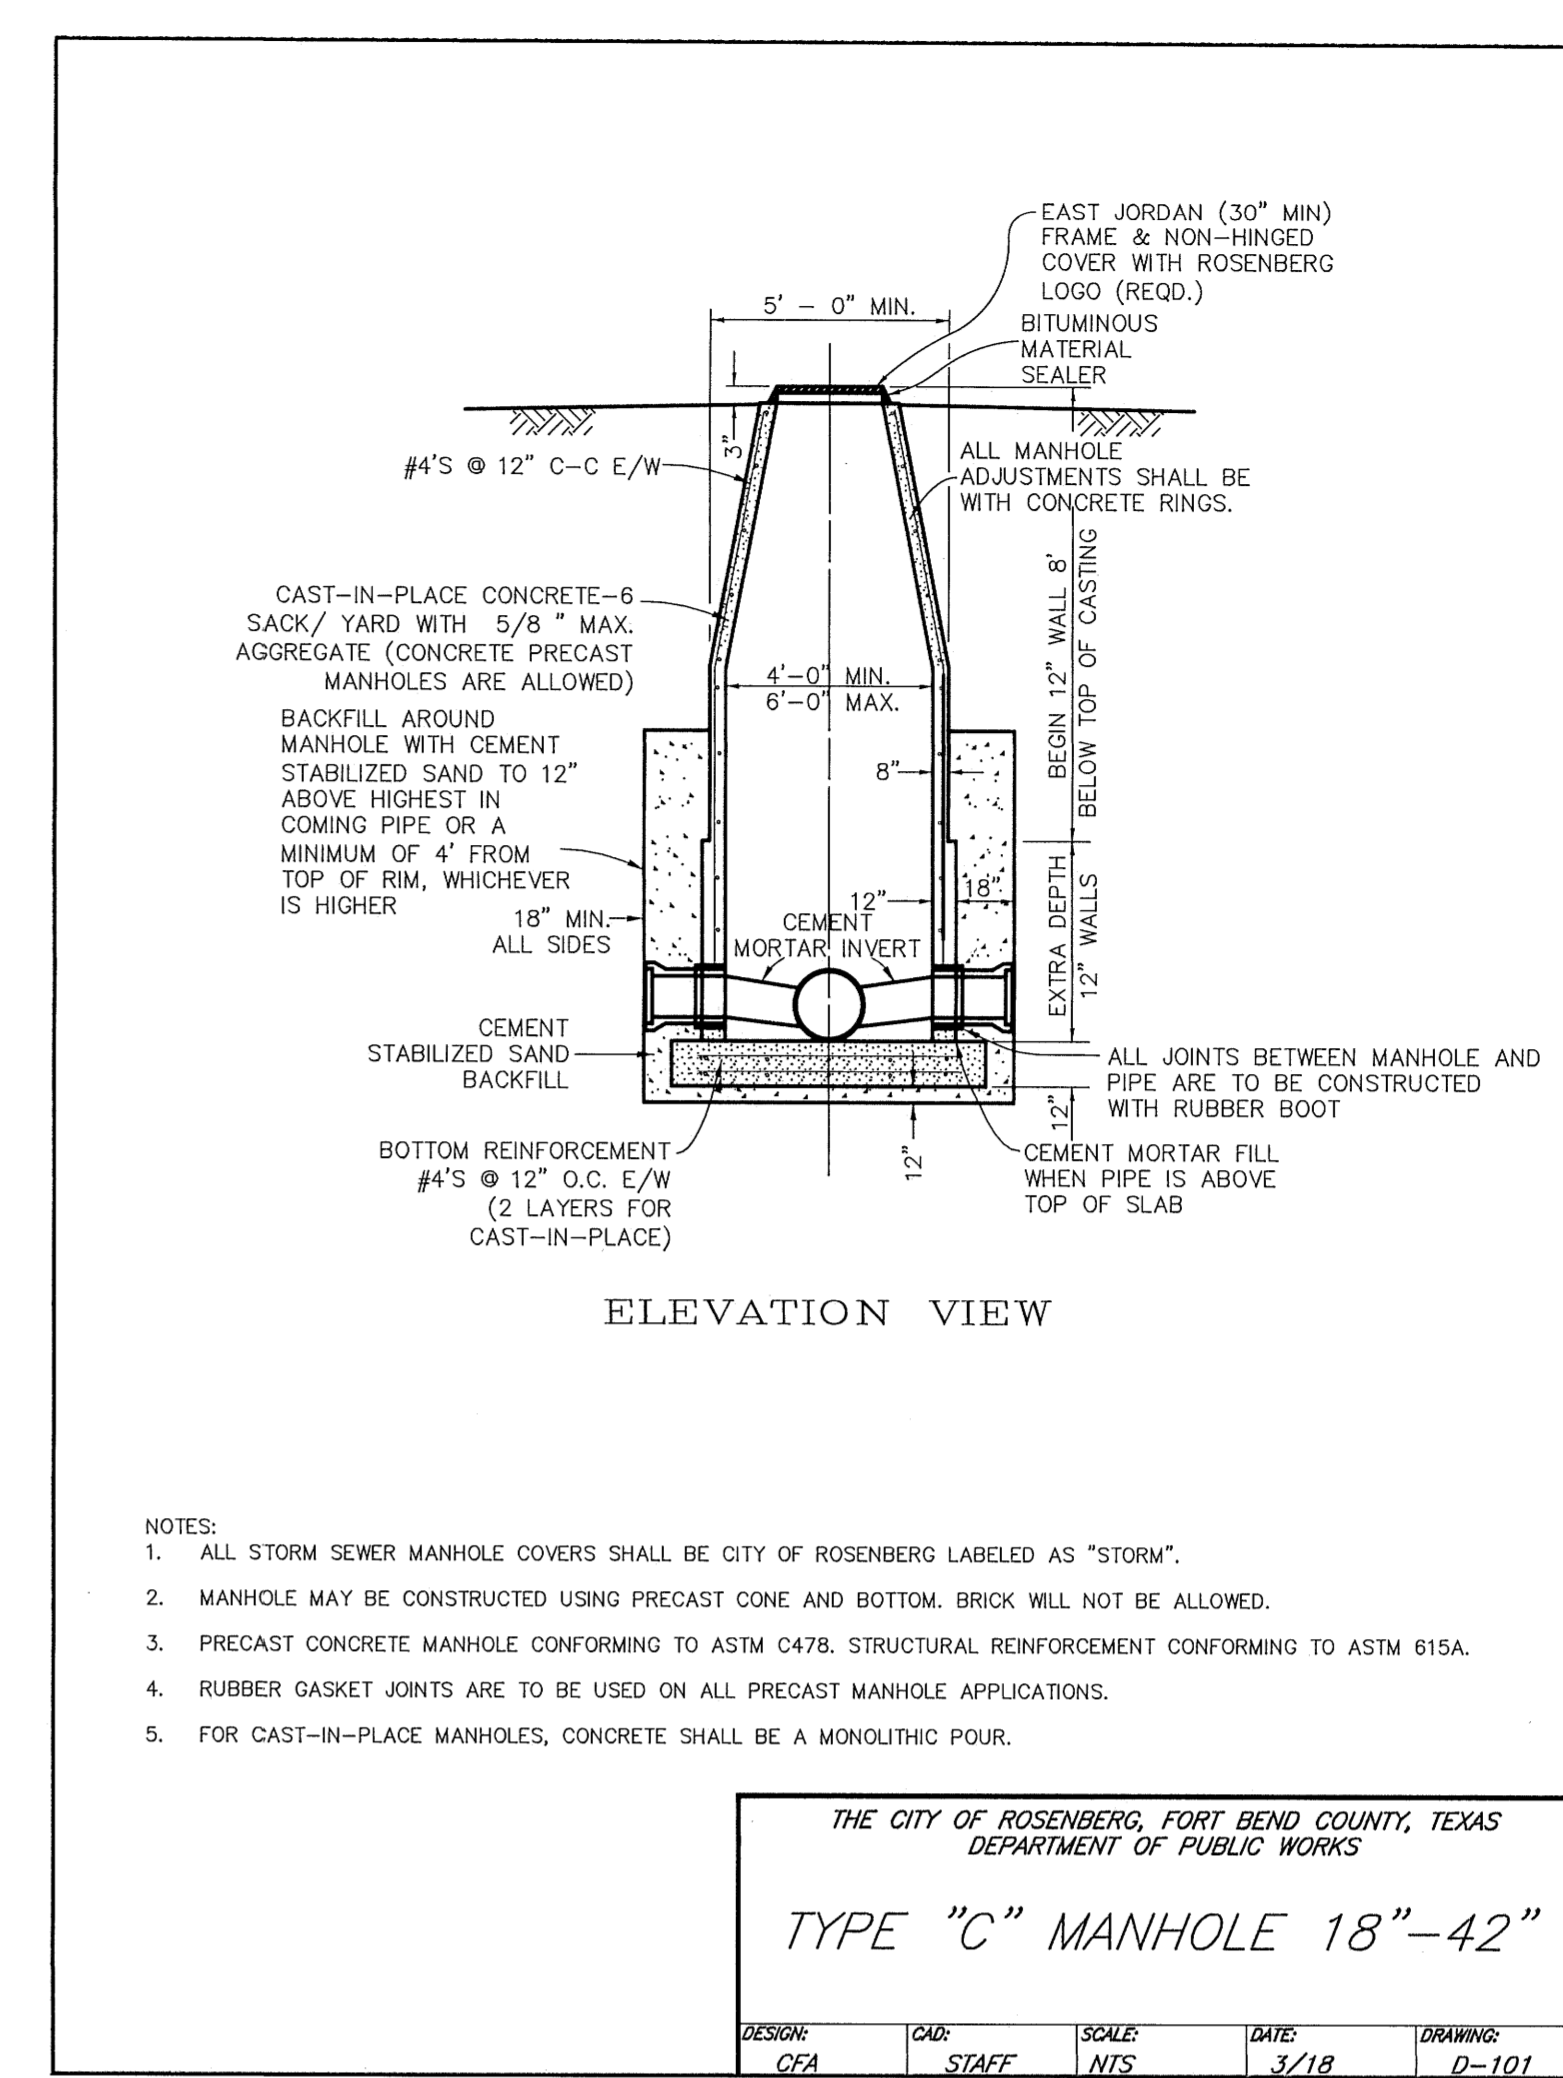 EAST JORDAN (30" MIN)
FRAME & NON-HINGED
COVER WITH ROSENBERG
LOGO (REQD.)
5' - 0" MIN.
BITUMINOUS
MATERIAL
SEALER
3"
#4'S @ 12" C-C E/W
ALL MANHOLE
ADJUSTMENTS SHALL BE
WITH CONCRETE RINGS.
BEGIN 12" WALL 8'
BELOW TOP OF CASTING
CAST-IN-PLACE CONCRETE-6
SACK/ YARD WITH 5/8 " MAX.
AGGREGATE (CONCRETE PRECAST
MANHOLES ARE ALLOWED)
4'-0" MIN.
6'-0" MAX.
BACKFILL AROUND
MANHOLE WITH CEMENT
STABILIZED SAND TO 12"
ABOVE HIGHEST IN
COMING PIPE OR A
MINIMUM OF 4' FROM
TOP OF RIM, WHICHEVER
IS HIGHER
8"
12"
18"
EXTRA DEPTH
12" WALLS
18" MIN.
ALL SIDES
CEMENT
MORTAR INVERT
CEMENT
STABILIZED SAND
BACKFILL
ALL JOINTS BETWEEN MANHOLE AND
PIPE ARE TO BE CONSTRUCTED
WITH RUBBER BOOT
12"
12"
BOTTOM REINFORCEMENT
#4'S @ 12" O.C. E/W
(2 LAYERS FOR
CAST-IN-PLACE)
CEMENT MORTAR FILL
WHEN PIPE IS ABOVE
TOP OF SLAB
ELEVATION VIEW
NOTES:
1. ALL STORM SEWER MANHOLE COVERS SHALL BE CITY OF ROSENBERG LABELED AS "STORM".
2. MANHOLE MAY BE CONSTRUCTED USING PRECAST CONE AND BOTTOM. BRICK WILL NOT BE ALLOWED.
3. PRECAST CONCRETE MANHOLE CONFORMING TO ASTM C478. STRUCTURAL REINFORCEMENT CONFORMING TO ASTM 615A.
4. RUBBER GASKET JOINTS ARE TO BE USED ON ALL PRECAST MANHOLE APPLICATIONS.
5. FOR CAST-IN-PLACE MANHOLES, CONCRETE SHALL BE A MONOLITHIC POUR.
THE CITY OF ROSENBERG, FORT BEND COUNTY, TEXAS
DEPARTMENT OF PUBLIC WORKS
TYPE "C" MANHOLE 18"-42"
DESIGN: CAD: SCALE: DATE: DRAWING:
CFA STAFF NTS 3/18 D-101